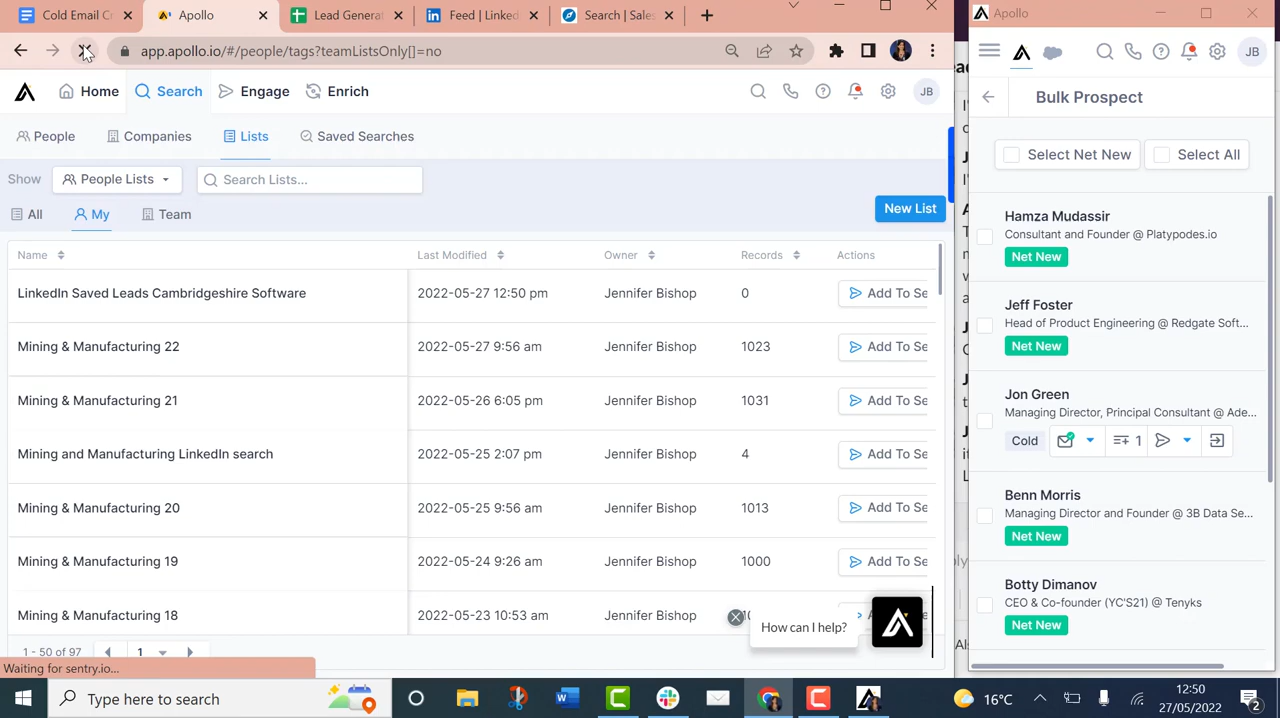 Cold Email Cr
Apollo
Lead Generat
Feed | Linked
Search | Sales
Apollo
app.apollo.io/#/people/tags?teamListsOnly[]=no
Home
Search
Engage
Enrich
JB
JB
Bulk Prospect
People
Companies
Lists
Saved Searches
Select Net New
Select All
Show
People Lists
Search Lists...
All
My
Team
New List
Name
Last Modified
Owner
Records
Actions
LinkedIn Saved Leads Cambridgeshire Software 2022-05-27 12:50 pm Jennifer Bishop 0 Add To Se
Mining & Manufacturing 22 2022-05-27 9:56 am Jennifer Bishop 1023 Add To Se
Mining & Manufacturing 21 2022-05-26 6:05 pm Jennifer Bishop 1031 Add To Se
Mining and Manufacturing LinkedIn search 2022-05-25 2:07 pm Jennifer Bishop 4 Add To Se
Mining & Manufacturing 20 2022-05-25 9:56 am Jennifer Bishop 1013 Add To Se
Mining & Manufacturing 19 2022-05-24 9:26 am Jennifer Bishop 1000 Add To Se
Mining & Manufacturing 18 2022-05-23 10:53 am Jennifer Bishop
How can I help?
1 - 50 of 97
1
Waiting for sentry.io...
Hamza Mudassir
Consultant and Founder @ Platypodes.io
Net New
Jeff Foster
Head of Product Engineering @ Redgate Soft...
Net New
Jon Green
Managing Director, Principal Consultant @ Ade...
Cold
1
Benn Morris
Managing Director and Founder @ 3B Data Se...
Net New
Botty Dimanov
CEO & Co-founder (YC'S21) @ Tenyks
Net New
Type here to search
16°C
12:50
27/05/2022
2